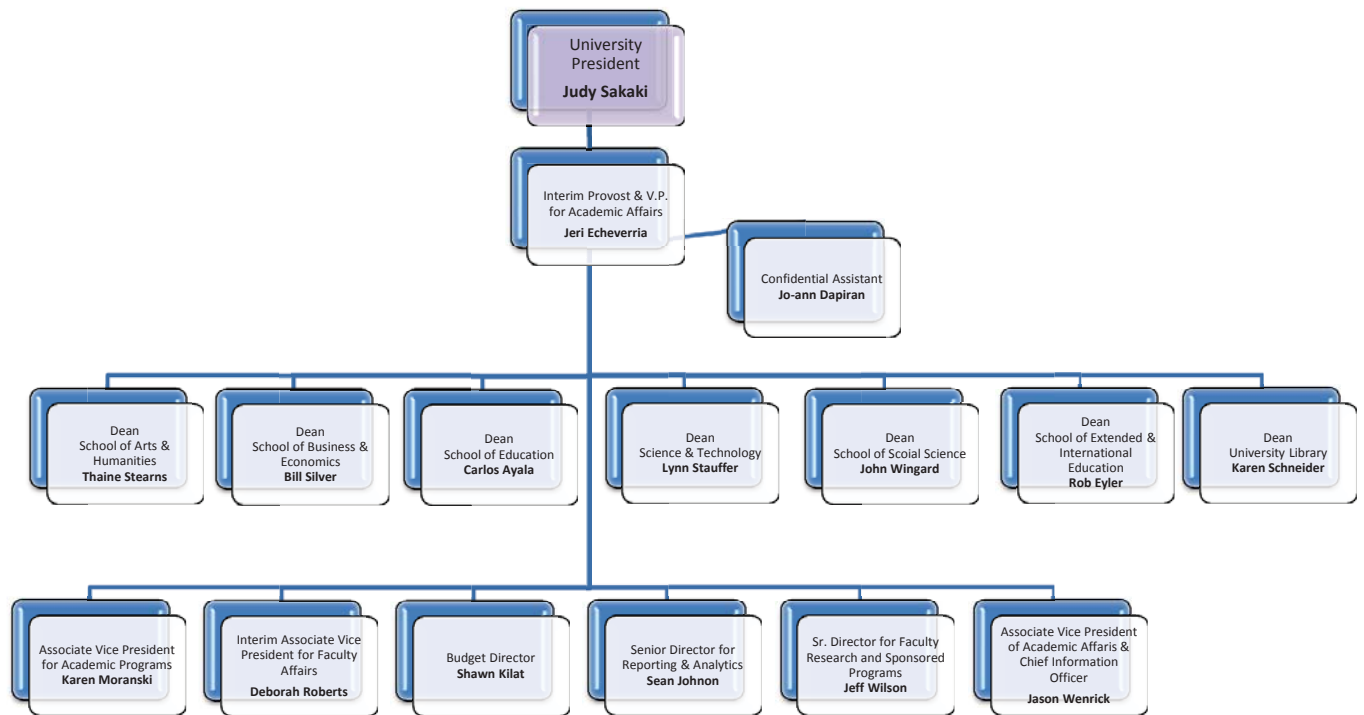 University
President
Judy Sakaki
Interim Provost & V.P.
for Academic Affairs
Jeri Echeverria
Confidential Assistant
Jo-ann Dapiran
Dean
School of Arts &
Humanities
Thaine Stearns
Dean
School of Business &
Economics
Bill Silver
Dean
School of Education
Carlos Ayala
Dean
Science & Technology
Lynn Stauffer
Dean
School of Scoial Science
John Wingard
Dean
School of Extended &
International
Education
Rob Eyler
Dean
University Library
Karen Schneider
Associate Vice President
for Academic Programs
Karen Moranski
Interim Associate Vice
President for Faculty
Affairs
Deborah Roberts
Budget Director
Shawn Kilat
Senior Director for
Reporting & Analytics
Sean Johnon
Sr. Director for Faculty
Research and Sponsored
Programs
Jeff Wilson
Associate Vice President
of Academic Affaris &
Chief Information
Officer
Jason Wenrick